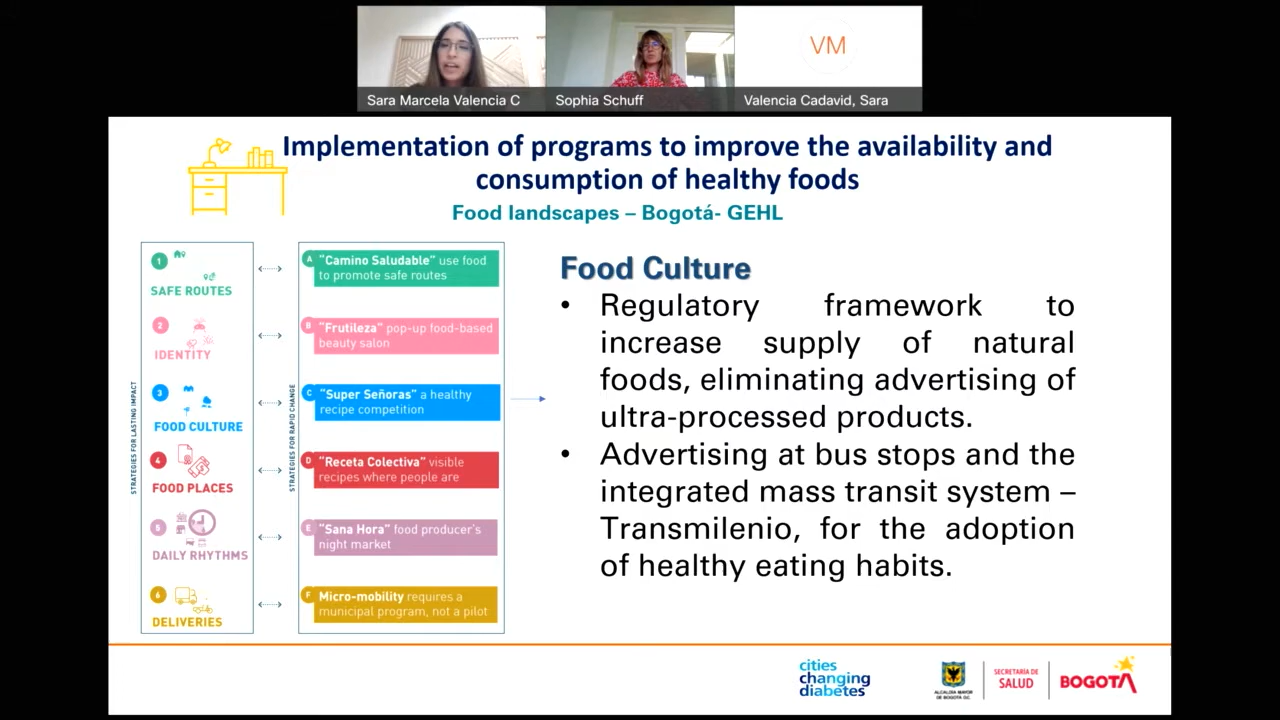 Sara Marcela Valencia C
Sophia Schuff
VM
Valencia Cadavid, Sara
Implementation of programs to improve the availability and
consumption of healthy foods
Food landscapes – Bogotá- GEHL
STRATEGIES FOR LASTING IMPACT
1
SAFE ROUTES
2
IDENTITY
3
FOOD CULTURE
4
FOOD PLACES
5
DAILY RHYTHMS
6
DELIVERIES
STRATEGIES FOR RAPID CHANGE
A "Camino Saludable" use food
to promote safe routes
B "Frutileza" pop-up food-based
beauty salon
C "Super Señoras" a healthy
recipe competition
D "Receta Colectiva" visible
recipes where people are
E "Sana Hora" food producer's
night market
F Micro-mobility requires a
municipal program, not a pilot
Food Culture
• Regulatory framework to
increase supply of natural
foods, eliminating advertising of
ultra-processed products.
• Advertising at bus stops and the
integrated mass transit system –
Transmilenio, for the adoption
of healthy eating habits.
cities
changing
diabetes
ALCALDÍA MAYOR
DE BOGOTÁ D.C.
SECRETARÍA DE
SALUD
BOGOTÁ